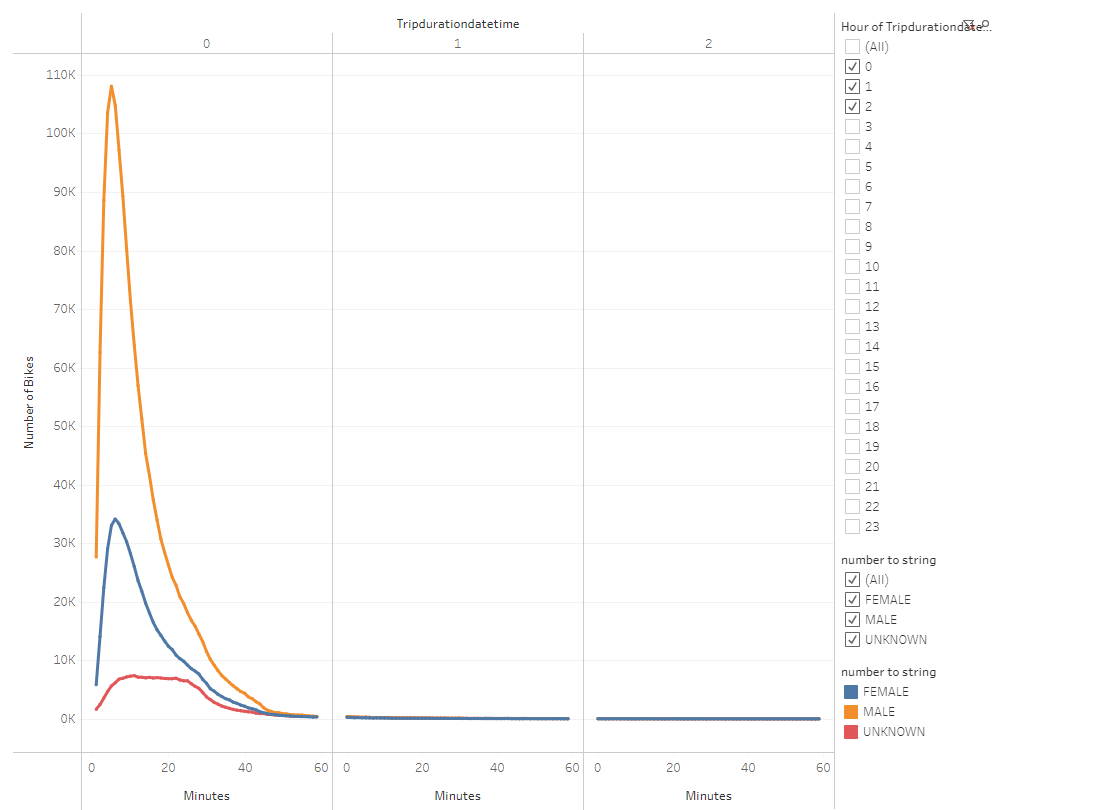 Tripdurationdatetime
0 1 2
110K
100K
90K
80K
70K
60K
50K
40K
30K
20K
10K
0K
Number of Bikes
0 20 40 60 0 20 40 60 0 20 40 60
Minutes Minutes Minutes
Hour of Tripdurationdate...
(All)
0
1
2
3
4
5
6
7
8
9
10
11
12
13
14
15
16
17
18
19
20
21
22
23
number to string
(All)
FEMALE
MALE
UNKNOWN
number to string
FEMALE
MALE
UNKNOWN